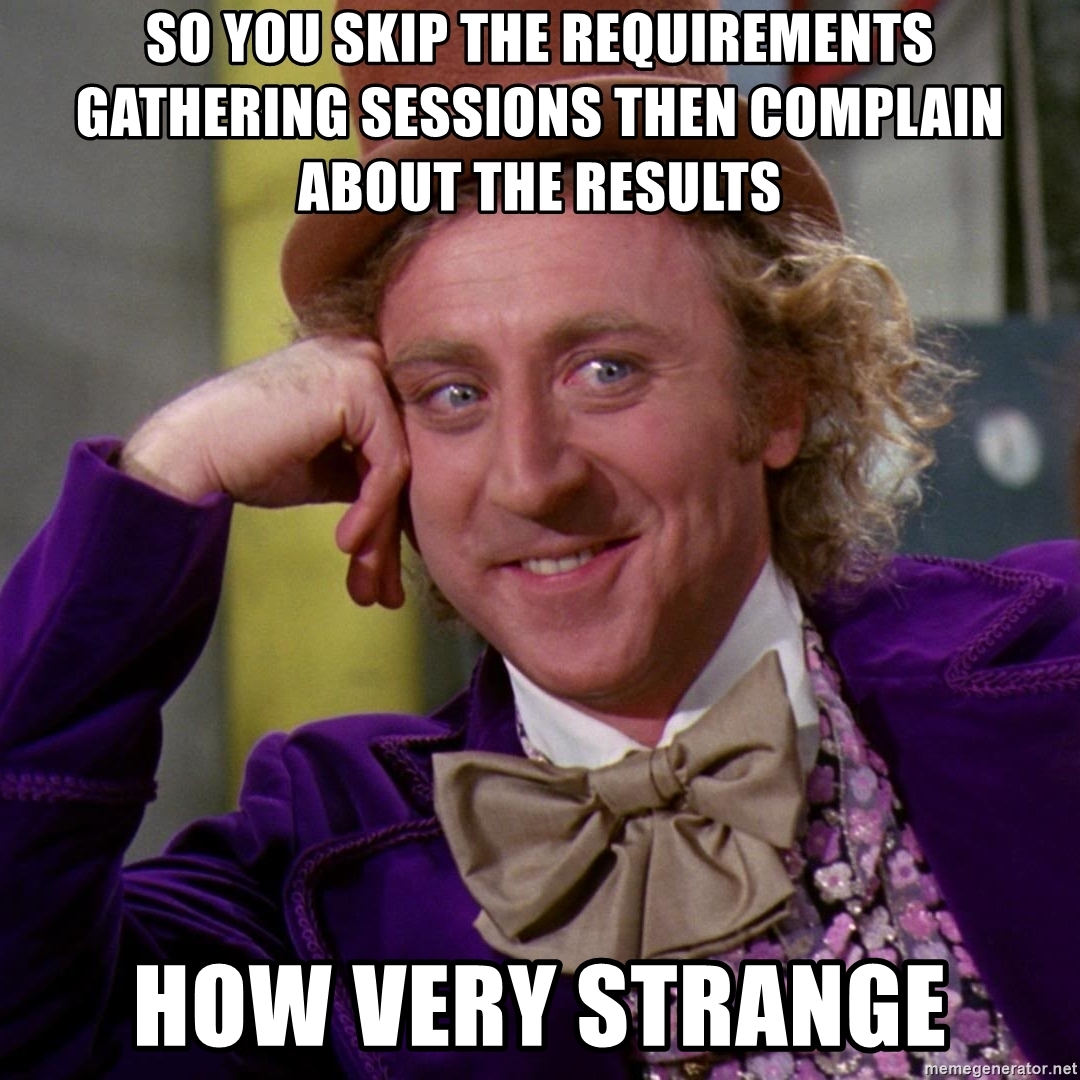 SO YOU SKIP THE REQUIREMENTS
GATHERING SESSIONS THEN COMPLAIN
ABOUT THE RESULTS
HOW VERY STRANGE
memegenerator.net